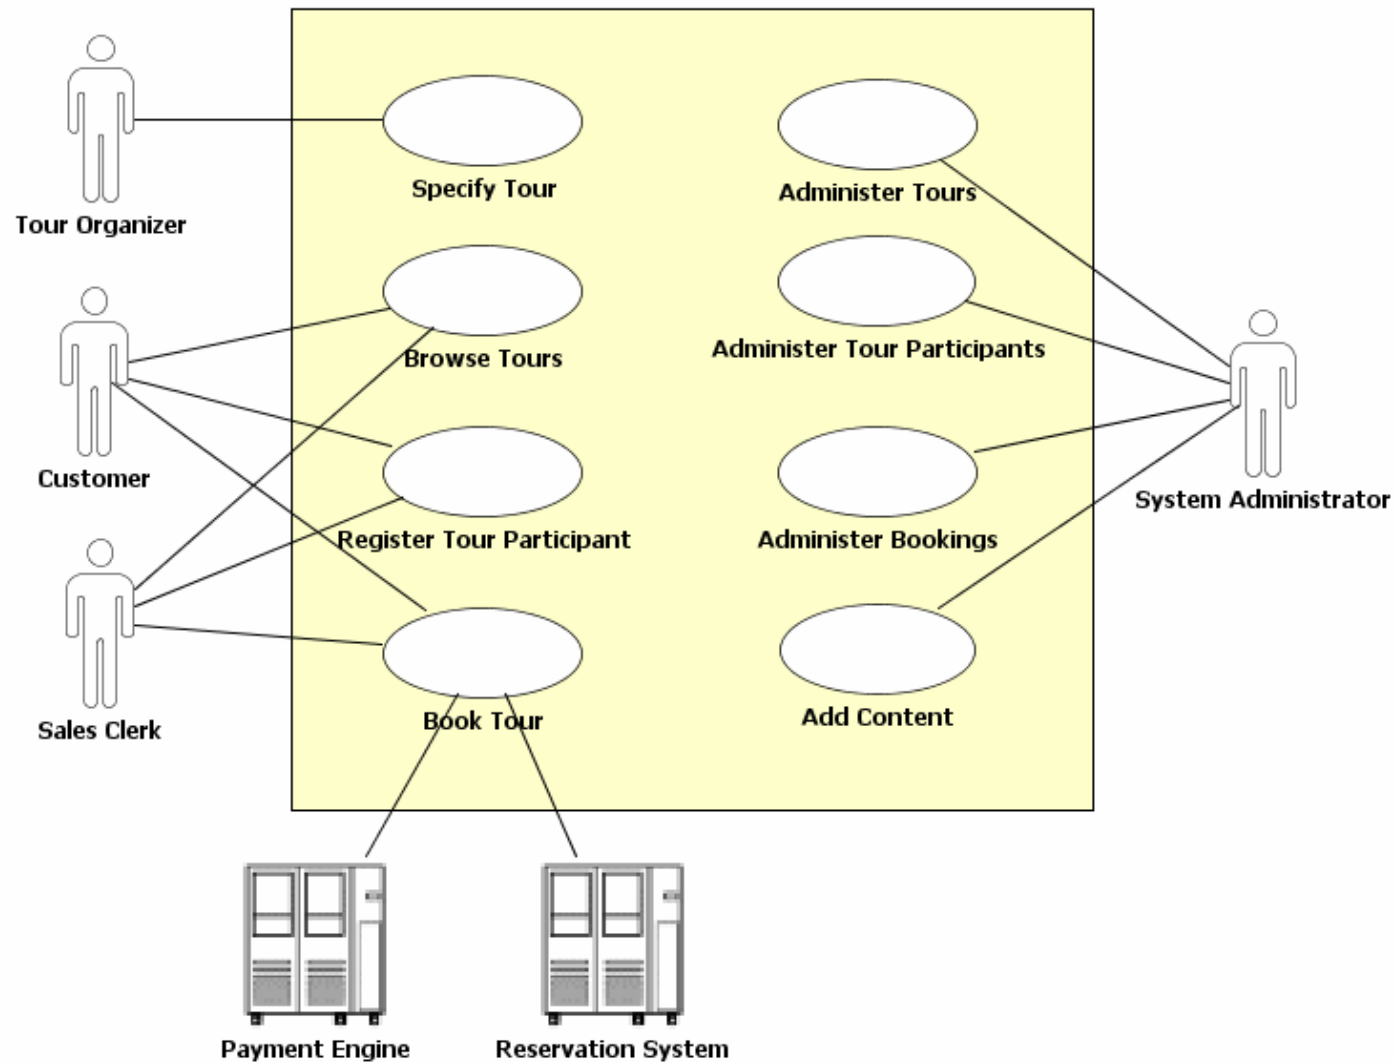 Specify Tour
Administer Tours
Tour Organizer
Browse Tours
Administer Tour Participants
Customer
System Administrator
Register Tour Participant
Administer Bookings
Sales Clerk
Book Tour
Add Content
Payment Engine
Reservation System